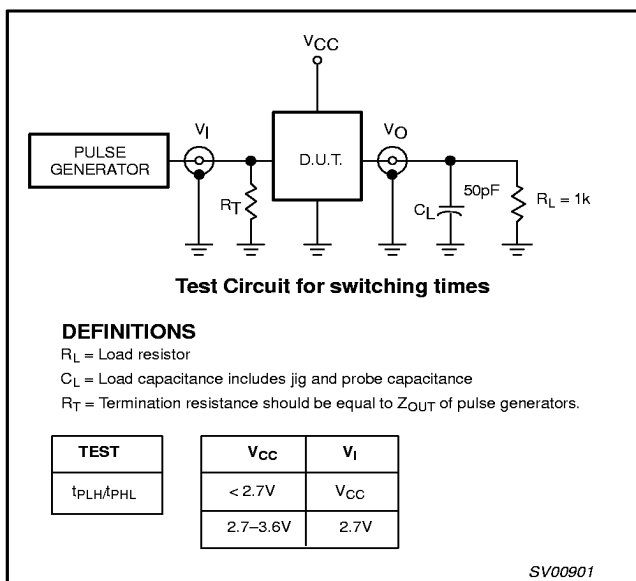 VCC
VI
VO
PULSE
GENERATOR
D.U.T.
RT
50pF
CL
RL = 1k
Test Circuit for switching times
DEFINITIONS
RL = Load resistor
CL = Load capacitance includes jig and probe capacitance
RT = Termination resistance should be equal to ZOUT of pulse generators.
TEST
tPLH/tPHL
VCC VI
< 2.7V VCC
2.7–3.6V 2.7V
SV00901